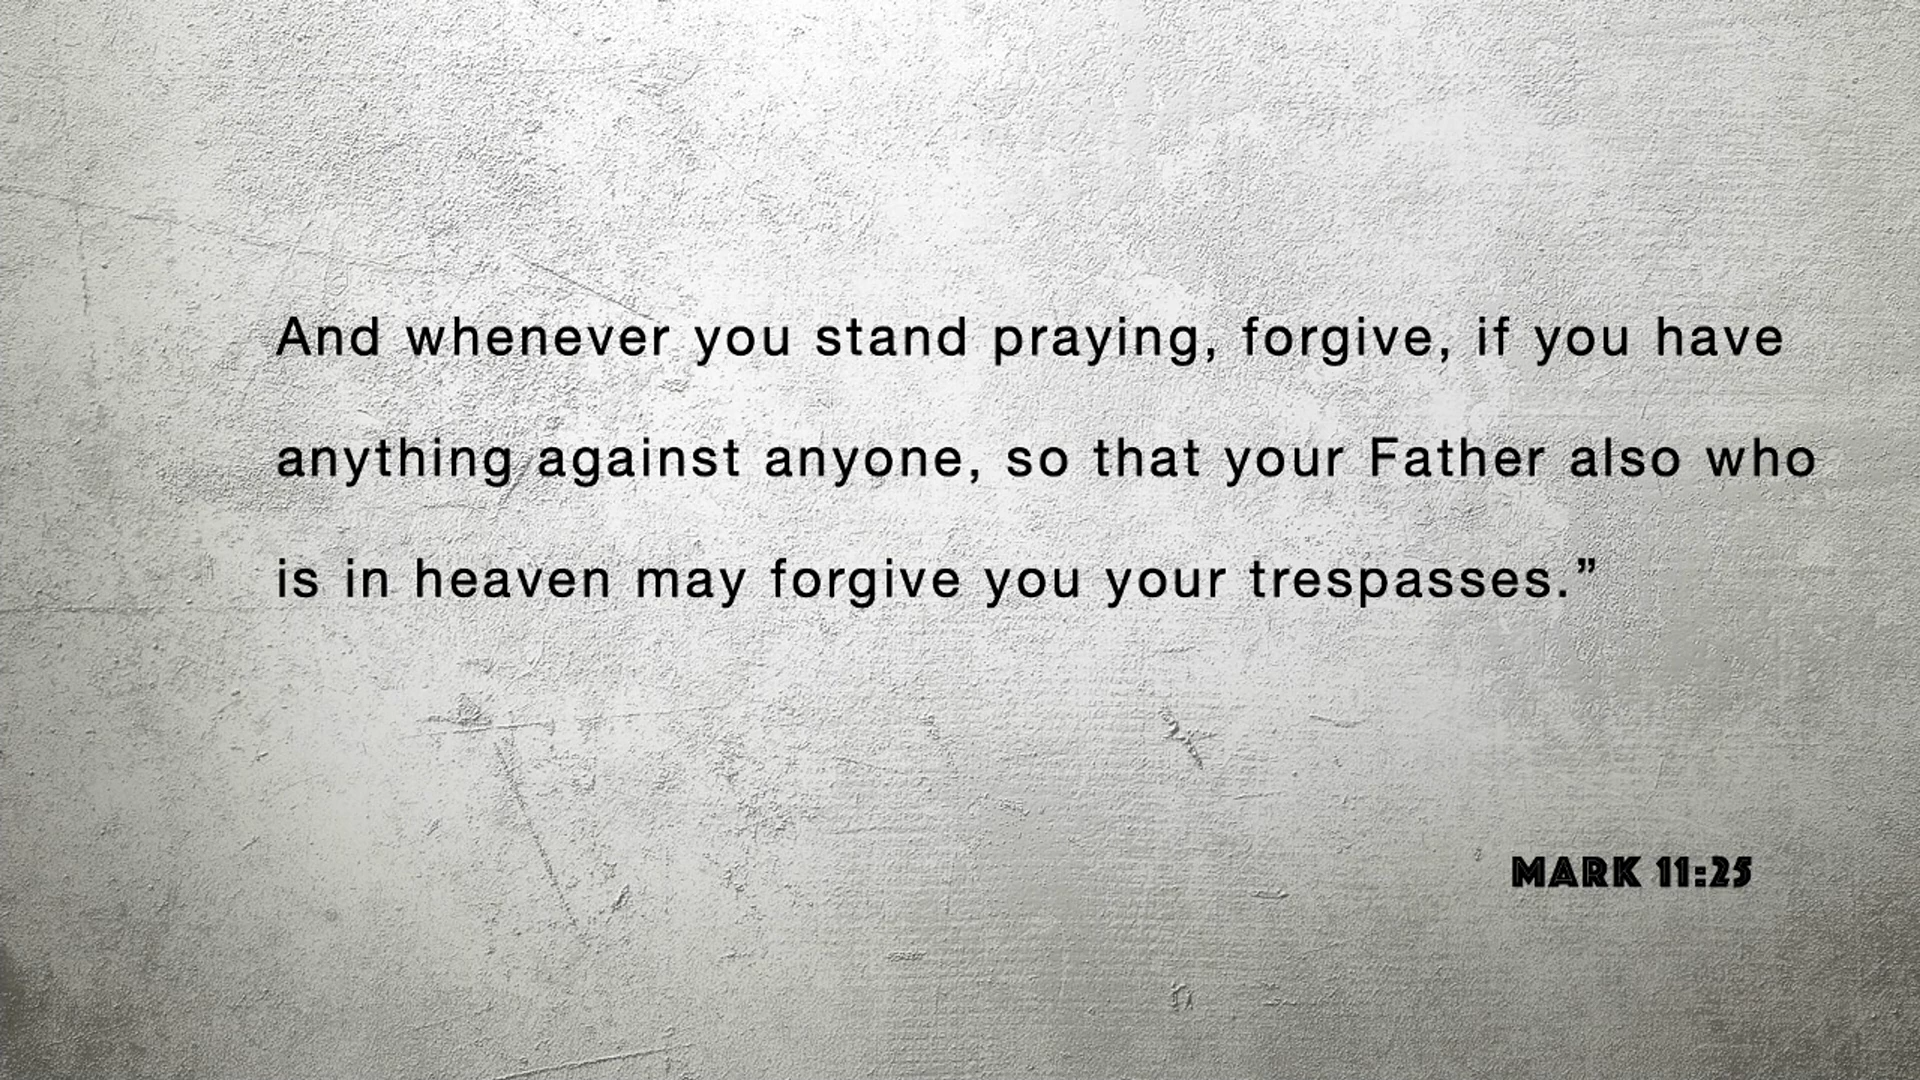 And whenever you stand praying, forgive, if you have
anything against anyone, so that your Father also who
is in heaven may forgive you your trespasses.”
MARK 11:25